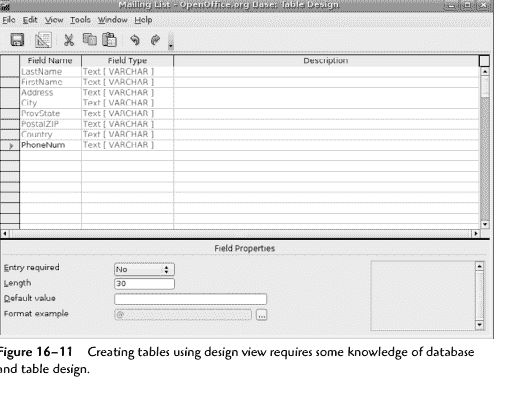 Mailing List - OpenOffice.org Base: Table Design
File Edit View Tools Window Help
Field Name Field Type Description
LastName Text [ VARCHAR ]
FirstName Text [ VARCHAR ]
Address Text [ VARCHAR ]
City Text [ VARCHAR ]
ProvState Text [ VARCHAR ]
PostalZIP Text [ VARCHAR ]
Country Text [ VARCHAR ]
PhoneNum Text [ VARCHAR ]
Field Properties
Entry required No
Length 30
Default value
Format example @ ...
Figure 16–11 Creating tables using design view requires some knowledge of database
and table design.